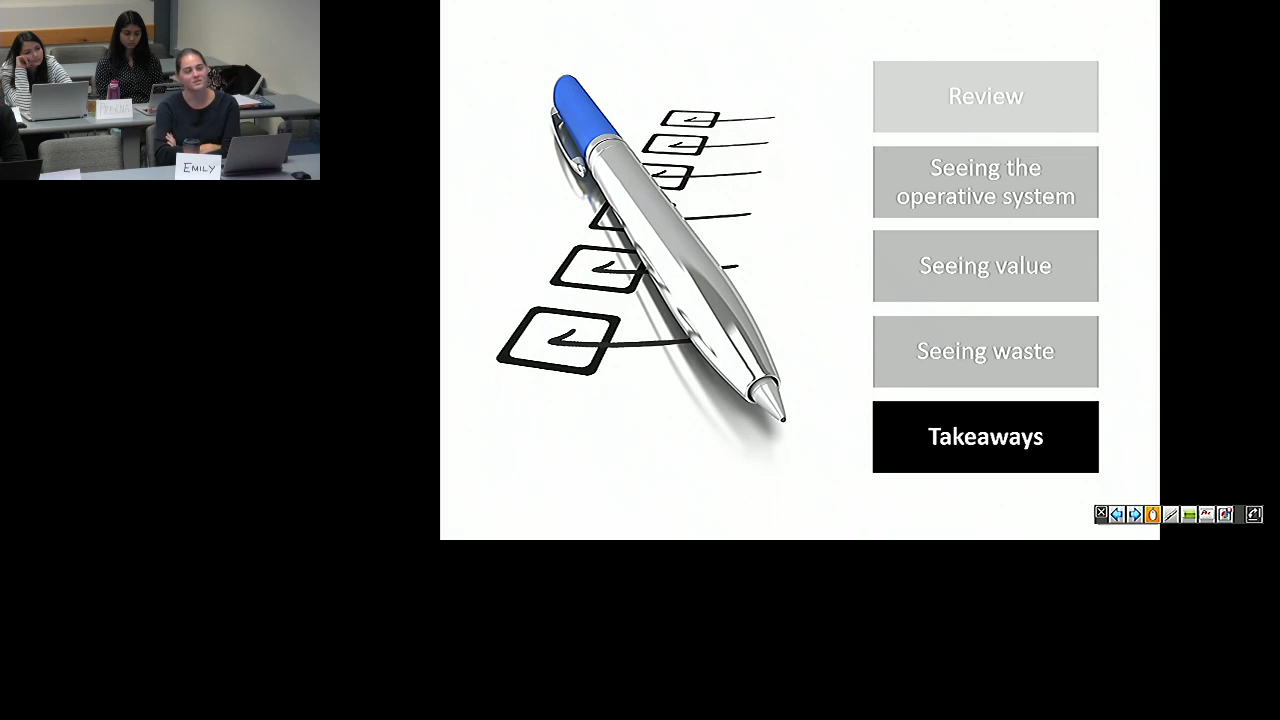 EMILY
Review
Seeing the
operative system
Seeing value
Seeing waste
Takeaways